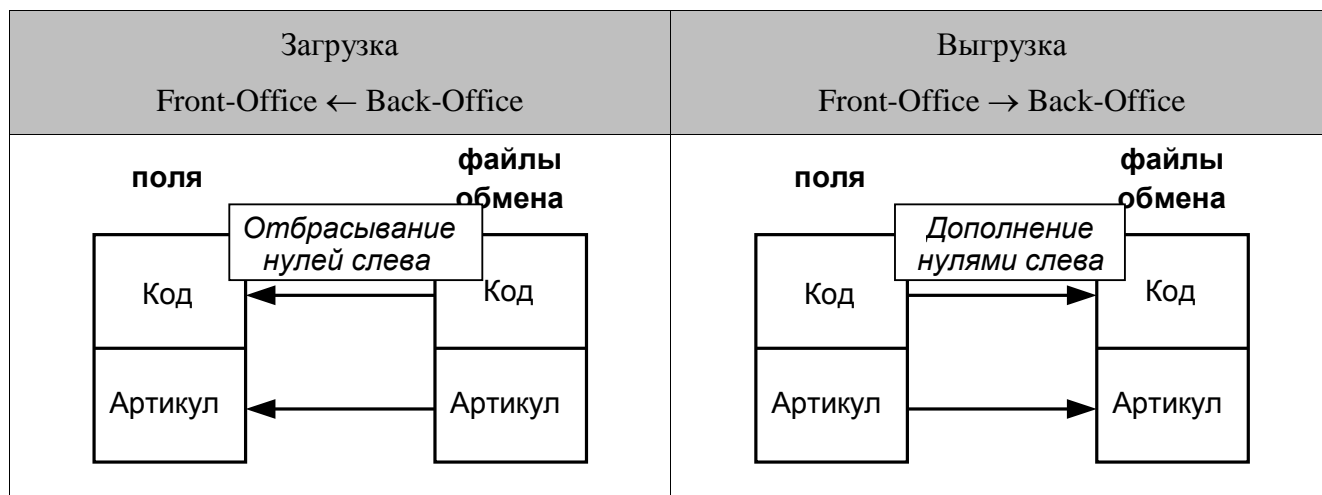 Загрузка
Front-Office ← Back-Office
Выгрузка
Front-Office → Back-Office
поля
файлы
обмена
Отбрасывание
нулей слева
Код
Код
Артикул
Артикул
поля
файлы
обмена
Дополнение
нулями слева
Код
Код
Артикул
Артикул